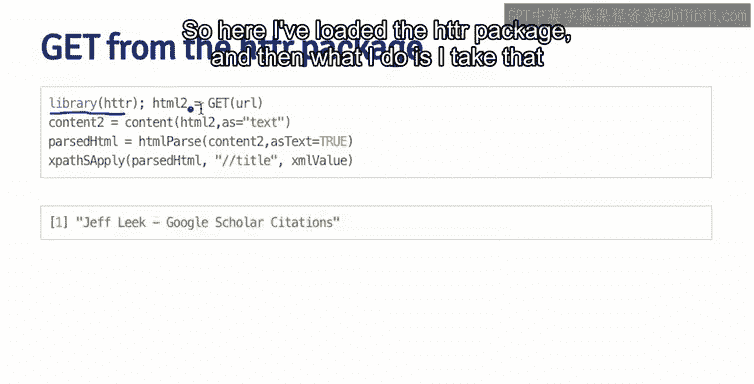 So here I've loaded the httr package,
and then what I do is I take that
GET from the httr package
library(httr); html2 = GET(url)
content2 = content(html2,as="text")
parsedHtml = htmlParse(content2,asText=TRUE)
xpathSApply(parsedHtml, "//title", xmlValue)
[1] "Jeff Leek - Google Scholar Citations"